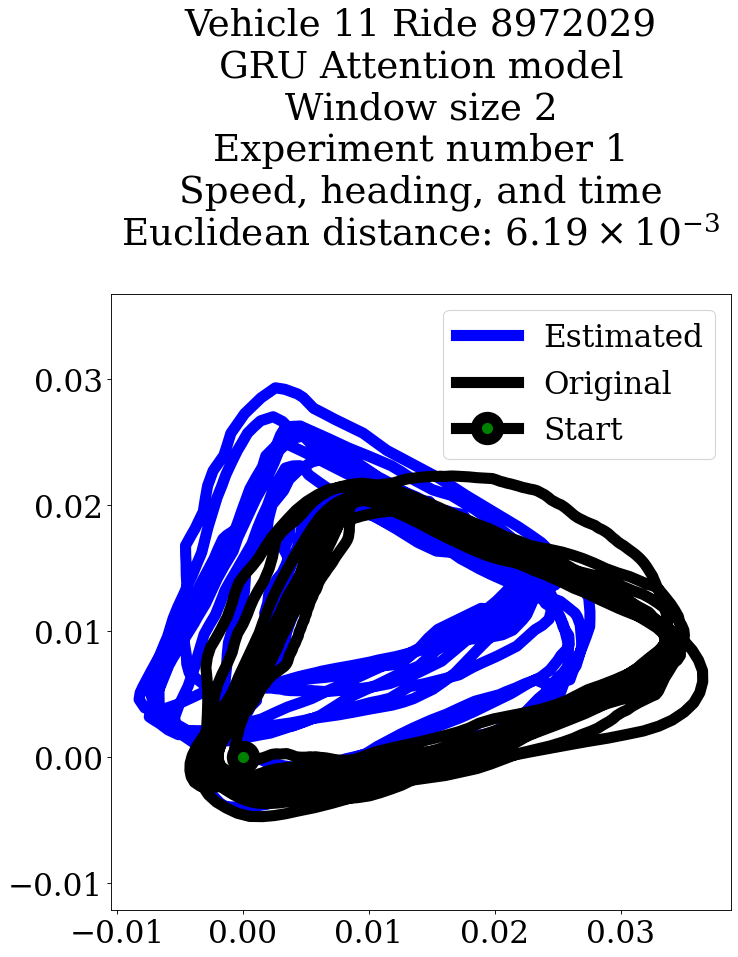 Vehicle 11 Ride 8972029
GRU Attention model
Window size 2
Experiment number 1
Speed, heading, and time
Euclidean distance: 6.19 × 10⁻³
Estimated
Original
Start
0.03
0.02
0.01
0.00
−0.01
−0.01 0.00 0.01 0.02 0.03